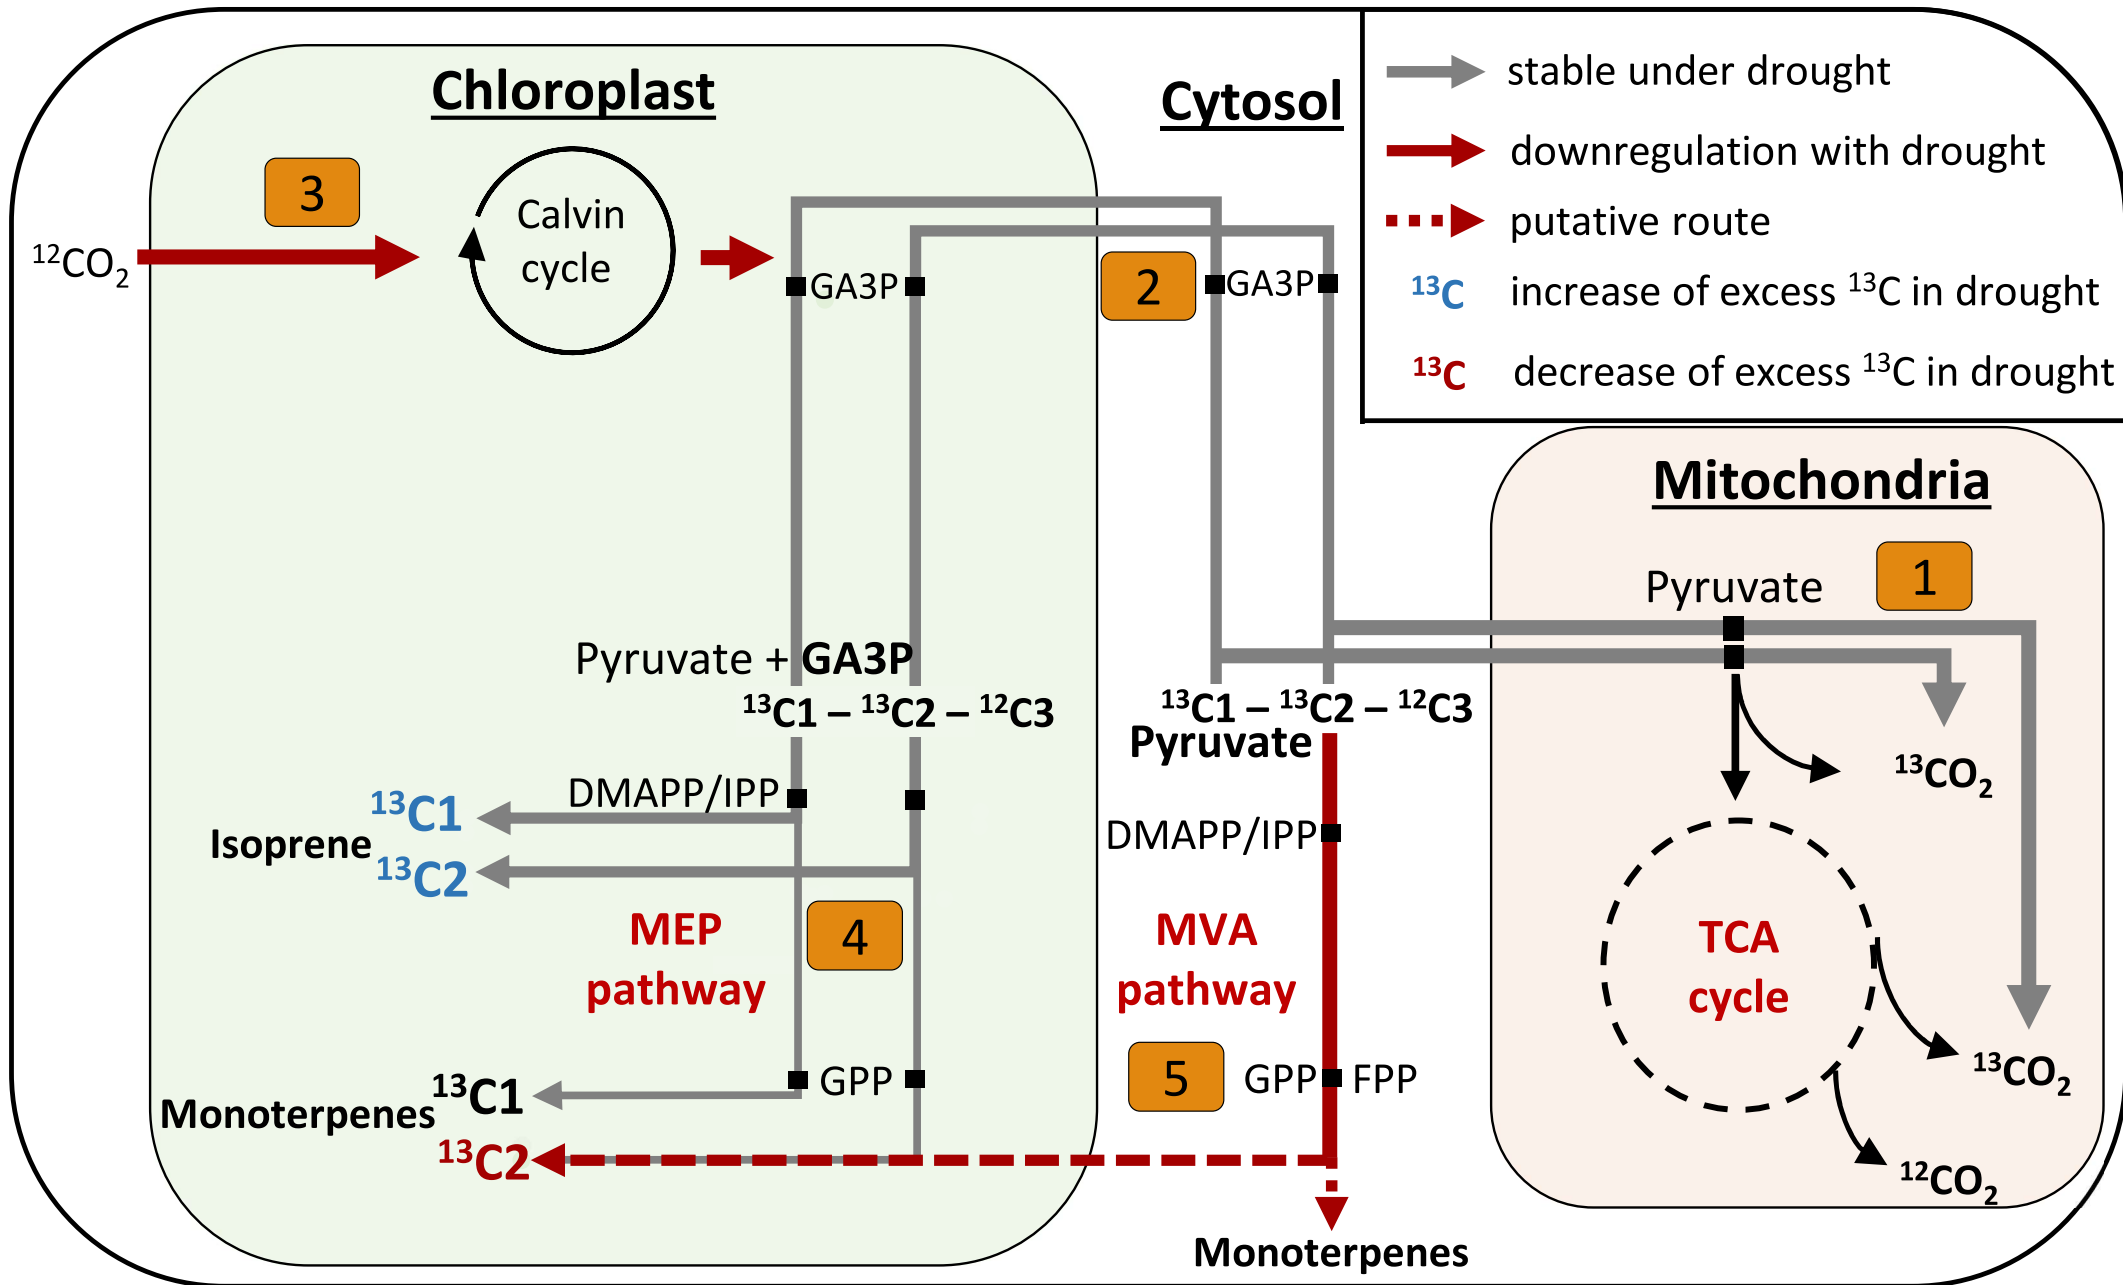 Chloroplast
Cytosol
stable under drought
downregulation with drought
putative route
¹³C increase of excess ¹³C in drought
¹³C decrease of excess ¹³C in drought
3
¹²CO₂
Calvin
cycle
GA3P
2
GA3P
Mitochondria
1
Pyruvate
Pyruvate + GA3P
¹³C1 – ¹³C2 – ¹²C3
¹³C1 – ¹³C2 – ¹²C3
Pyruvate
¹³CO₂
DMAPP/IPP
¹³C1
Isoprene
¹³C2
DMAPP/IPP
MEP
pathway
4
MVA
pathway
TCA
cycle
5
GPP
GPP
FPP
¹³CO₂
¹³C1
Monoterpenes
¹³C2
¹²CO₂
Monoterpenes